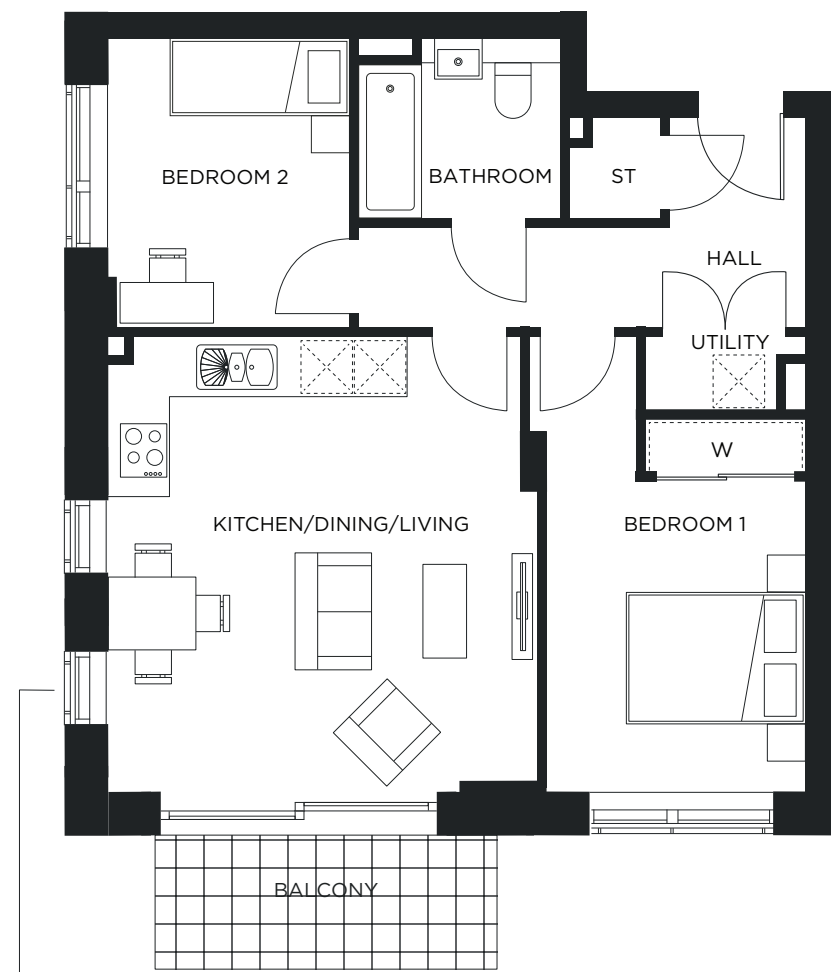 BEDROOM 2
BATHROOM
ST
HALL
UTILITY
W
KITCHEN/DINING/LIVING
BEDROOM 1
BALCONY